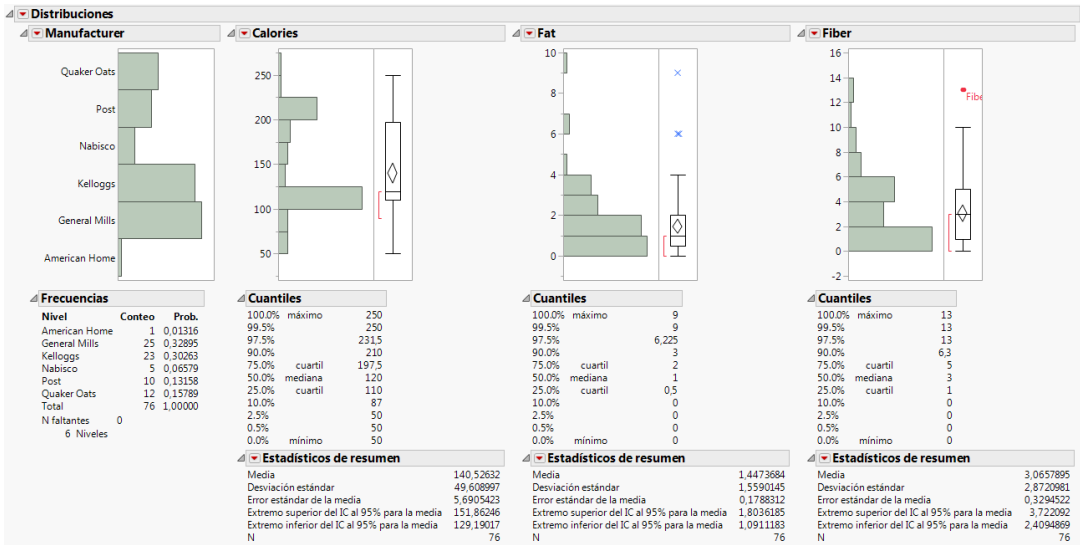 Distribuciones
Manufacturer
Quaker Oats
Post
Nabisco
Kelloggs
General Mills
American Home
Frecuencias
Nivel Conteo Prob.
American Home 1 0,01316
General Mills 25 0,32895
Kelloggs 23 0,30263
Nabisco 5 0,06579
Post 10 0,13158
Quaker Oats 12 0,15789
Total 76 1,00000
N faltantes 0
6 Niveles
Calories
250
200
150
100
50
Cuantiles
100.0% máximo 250
99.5% 250
97.5% 231,5
90.0% 210
75.0% cuartil 197,5
50.0% mediana 120
25.0% cuartil 110
10.0% 87
2.5% 50
0.5% 50
0.0% mínimo 50
Estadísticos de resumen
Media 140,52632
Desviación estándar 49,608997
Error estándar de la media 5,6905423
Extremo superior del IC al 95% para la media 151,86246
Extremo inferior del IC al 95% para la media 129,19017
N 76
Fat
10
8
6
4
2
0
Cuantiles
100.0% máximo 9
99.5% 9
97.5% 6,225
90.0% 3
75.0% cuartil 2
50.0% mediana 1
25.0% cuartil 0,5
10.0% 0
2.5% 0
0.5% 0
0.0% mínimo 0
Estadísticos de resumen
Media 1,4473684
Desviación estándar 1,5590145
Error estándar de la media 0,1788312
Extremo superior del IC al 95% para la media 1,8036185
Extremo inferior del IC al 95% para la media 1,0911183
N 76
Fiber
16
14
12
10
8
6
4
2
0
-2
Fibe
Cuantiles
100.0% máximo 13
99.5% 13
97.5% 13
90.0% 6,3
75.0% cuartil 5
50.0% mediana 3
25.0% cuartil 1
10.0% 0
2.5% 0
0.5% 0
0.0% mínimo 0
Estadísticos de resumen
Media 3,0657895
Desviación estándar 2,8720981
Error estándar de la media 0,3294522
Extremo superior del IC al 95% para la media 3,722092
Extremo inferior del IC al 95% para la media 2,4094869
N 76